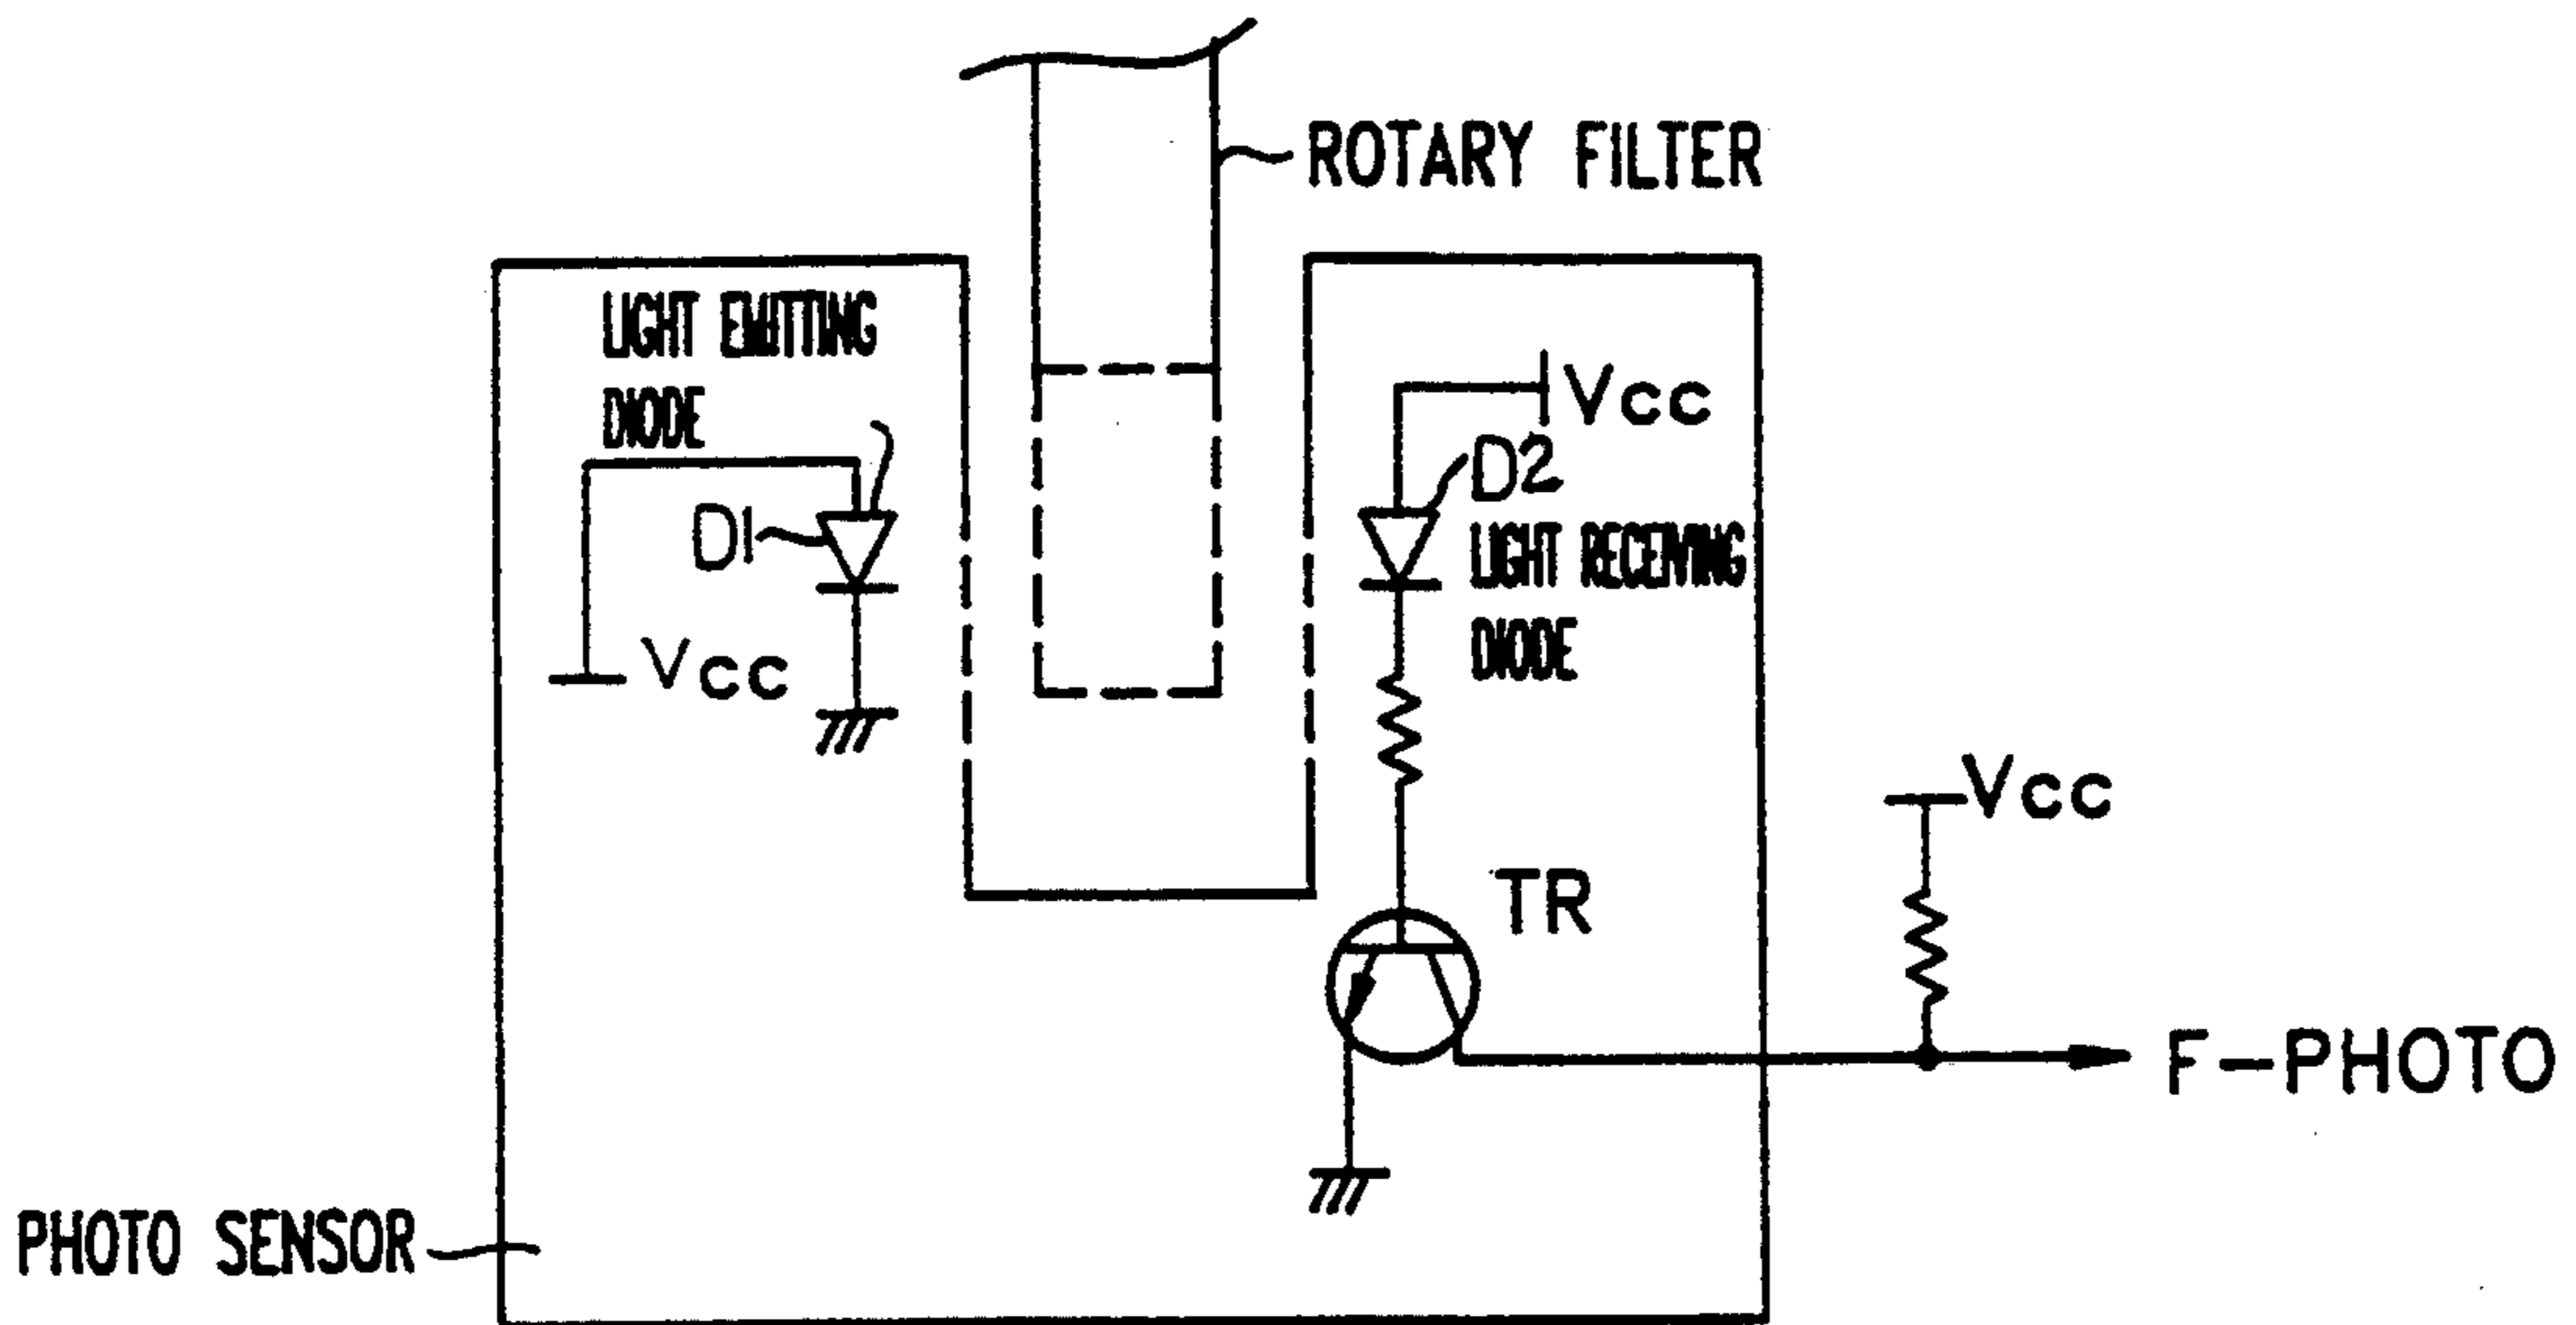 ROTARY FILTER
LIGHT EMITTING
DIODE
D1
Vcc
Vcc
D2
LIGHT RECEIVING
DIODE
TR
Vcc
F-PHOTO
PHOTO SENSOR